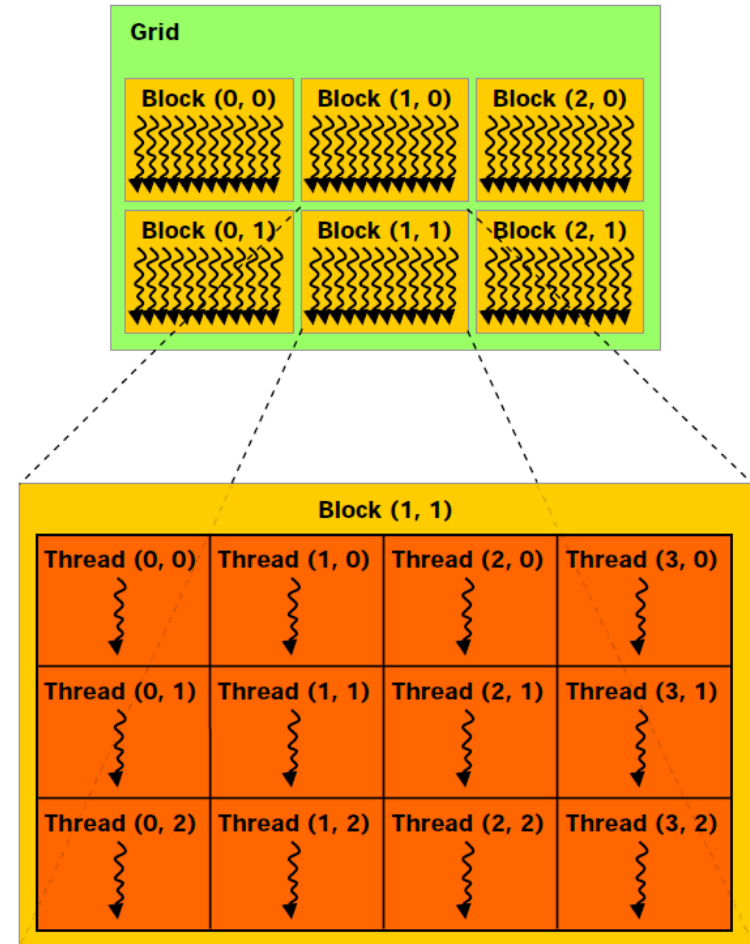 Grid
Block (0, 0) Block (1, 0) Block (2, 0)
Block (0, 1) Block (1, 1) Block (2, 1)
Block (1, 1)
Thread (0, 0) Thread (1, 0) Thread (2, 0) Thread (3, 0)
Thread (0, 1) Thread (1, 1) Thread (2, 1) Thread (3, 1)
Thread (0, 2) Thread (1, 2) Thread (2, 2) Thread (3, 2)